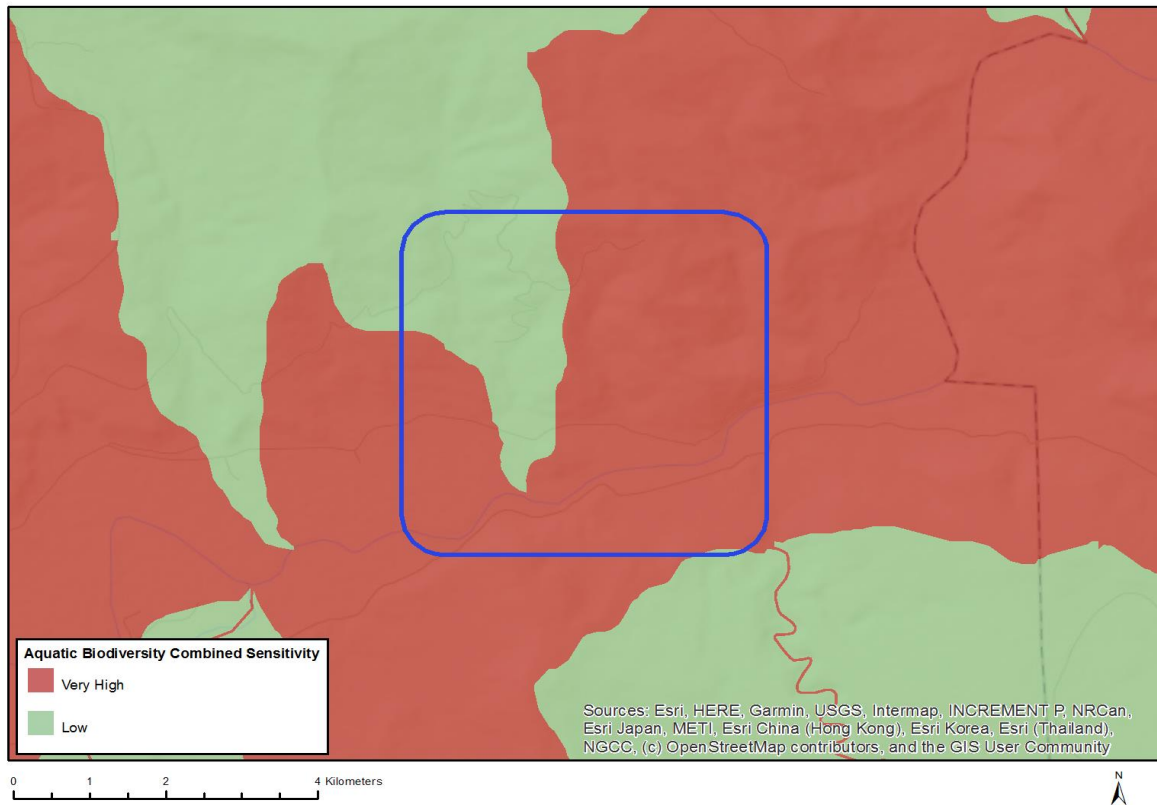 Aquatic Biodiversity Combined Sensitivity
Very High
Low
Sources: Esri, HERE, Garmin, USGS, Intermap, INCREMENT P, NRCan,
Esri Japan, METI, Esri China (Hong Kong), Esri Korea, Esri (Thailand),
NGCC, (c) OpenStreetMap contributors, and the GIS User Community
0 1 2 4 Kilometers
N